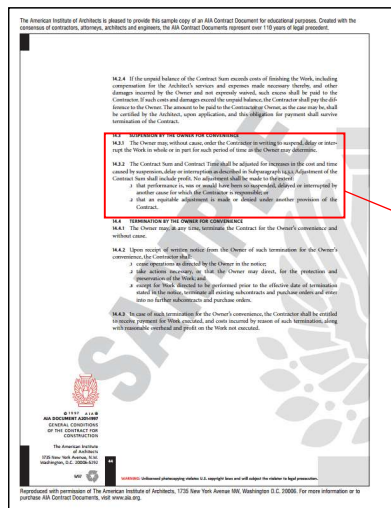 The American Institute of Architects is pleased to provide this sample copy of an AIA Contract Document for educational purposes. Created with the
consensus of contractors, attorneys, architects and engineers, the AIA Contract Documents represent over 110 years of legal precedent.
14.2.4 If the unpaid balance of the Contract Sum exceeds costs of finishing the Work, including
compensation for the Architect's services and expenses made necessary thereby, and other
damages incurred by the Owner and not expressly waived, such excess shall be paid to the
Contractor. If such costs and damages exceed the unpaid balance, the Contractor shall pay the dif-
ference to the Owner. The amount to be paid to the Contractor or Owner, as the case may be, shall
be certified by the Architect, upon application, and this obligation for payment shall survive
termination of the Contract.
14.3 SUSPENSION BY THE OWNER FOR CONVENIENCE
14.3.1 The Owner may, without cause, order the Contractor in writing to suspend, delay or inter-
rupt the Work in whole or in part for such period of time as the Owner may determine.
14.3.2 The Contract Sum and Contract Time shall be adjusted for increases in the cost and time
caused by suspension, delay or interruption as described in Subparagraph 14.3.1. Adjustment of the
Contract Sum shall include profit. No adjustment shall be made to the extent:
.1 that performance is, was or would have been so suspended, delayed or interrupted by
another cause for which the Contractor is responsible; or
.2 that an equitable adjustment is made or denied under another provision of the
Contract.
14.4 TERMINATION BY THE OWNER FOR CONVENIENCE
14.4.1 The Owner may, at any time, terminate the Contract for the Owner's convenience and
without cause.
14.4.2 Upon receipt of written notice from the Owner of such termination for the Owner's
convenience, the Contractor shall:
.1 cease operations as directed by the Owner in the notice;
.2 take actions necessary, or that the Owner may direct, for the protection and
preservation of the Work; and
.3 except for Work directed to be performed prior to the effective date of termination
stated in the notice, terminate all existing subcontracts and purchase orders and enter
into no further subcontracts and purchase orders.
14.4.3 In case of such termination for the Owner's convenience, the Contractor shall be entitled
to receive payment for Work executed, and costs incurred by reason of such termination, along
with reasonable overhead and profit on the Work not executed.
SAMPLE
© 1997 AIA®
AIA DOCUMENT A201-1997
GENERAL CONDITIONS
OF THE CONTRACT FOR
CONSTRUCTION
The American Institute
of Architects
1735 New York Avenue, N.W.
Washington, D.C. 20006-5292
44
WARNING: Unlicensed photocopying violates U.S. copyright laws and will subject the violator to legal prosecution.
Reproduced with permission of The American Institute of Architects, 1735 New York Avenue NW, Washington D.C. 20006. For more information or to
purchase AIA Contract Documents, visit www.aia.org.